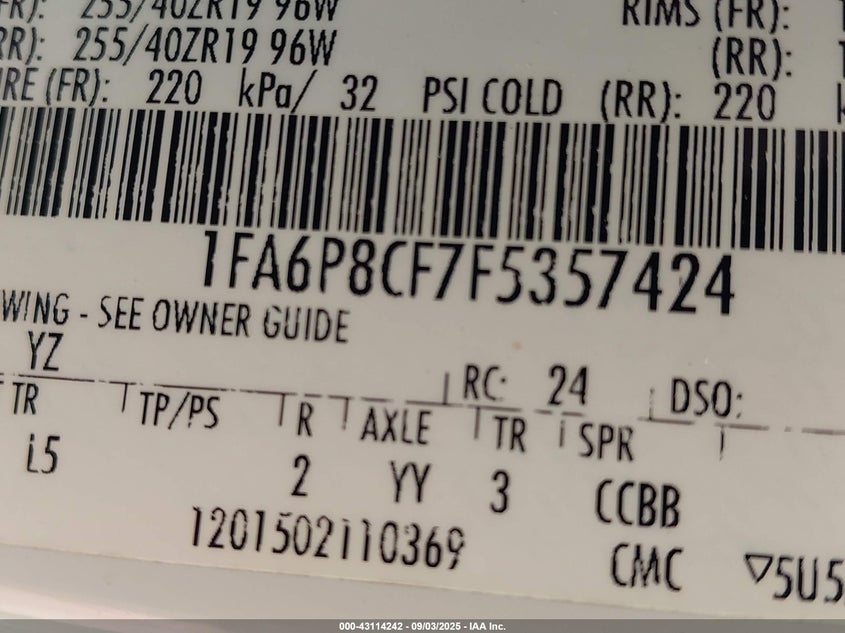 FR): 255/40ZR19 96W RIMS (FR):
RR): 255/40ZR19 96W (RR):
IRE (FR): 220 kPa/ 32 PSI COLD (RR): 220
1FA6P8CF7F5357424
WING - SEE OWNER GUIDE
YZ RC: 24 DSO:
TR TP/PS R AXLE TR SPR
L5 2 YY 3 CCBB
1201502110369 CMC ▽5U5
000-43114242 - 09/03/2025 - IAA Inc.